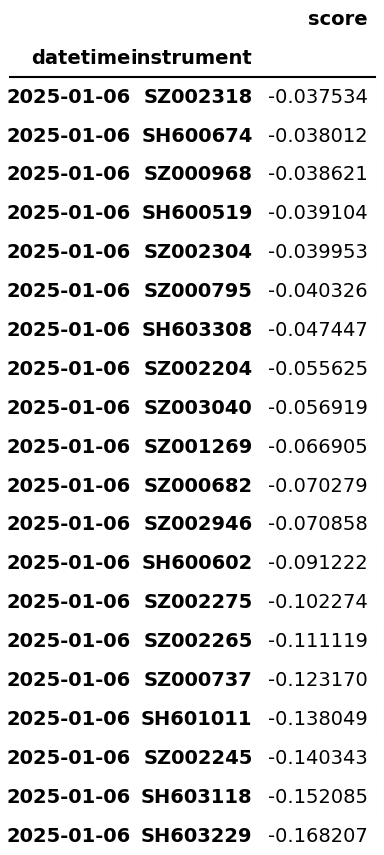 score
datetime instrument
2025-01-06 SZ002318 -0.037534
2025-01-06 SH600674 -0.038012
2025-01-06 SZ000968 -0.038621
2025-01-06 SH600519 -0.039104
2025-01-06 SZ002304 -0.039953
2025-01-06 SZ000795 -0.040326
2025-01-06 SH603308 -0.047447
2025-01-06 SZ002204 -0.055625
2025-01-06 SZ003040 -0.056919
2025-01-06 SZ001269 -0.066905
2025-01-06 SZ000682 -0.070279
2025-01-06 SZ002946 -0.070858
2025-01-06 SH600602 -0.091222
2025-01-06 SZ002275 -0.102274
2025-01-06 SZ002265 -0.111119
2025-01-06 SZ000737 -0.123170
2025-01-06 SH601011 -0.138049
2025-01-06 SZ002245 -0.140343
2025-01-06 SH603118 -0.152085
2025-01-06 SH603229 -0.168207